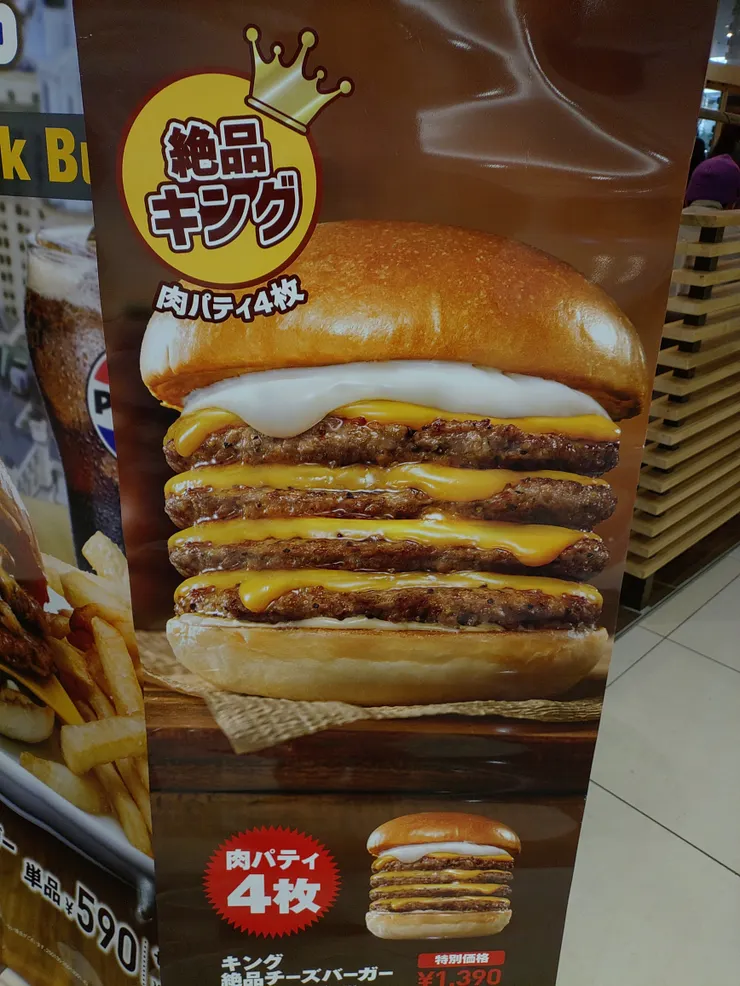 k Bu
絶品
キング
肉パティ4枚
P
肉パティ
4枚
キング
絶品チーズバーガー
特別価格
¥1,390
単品
590